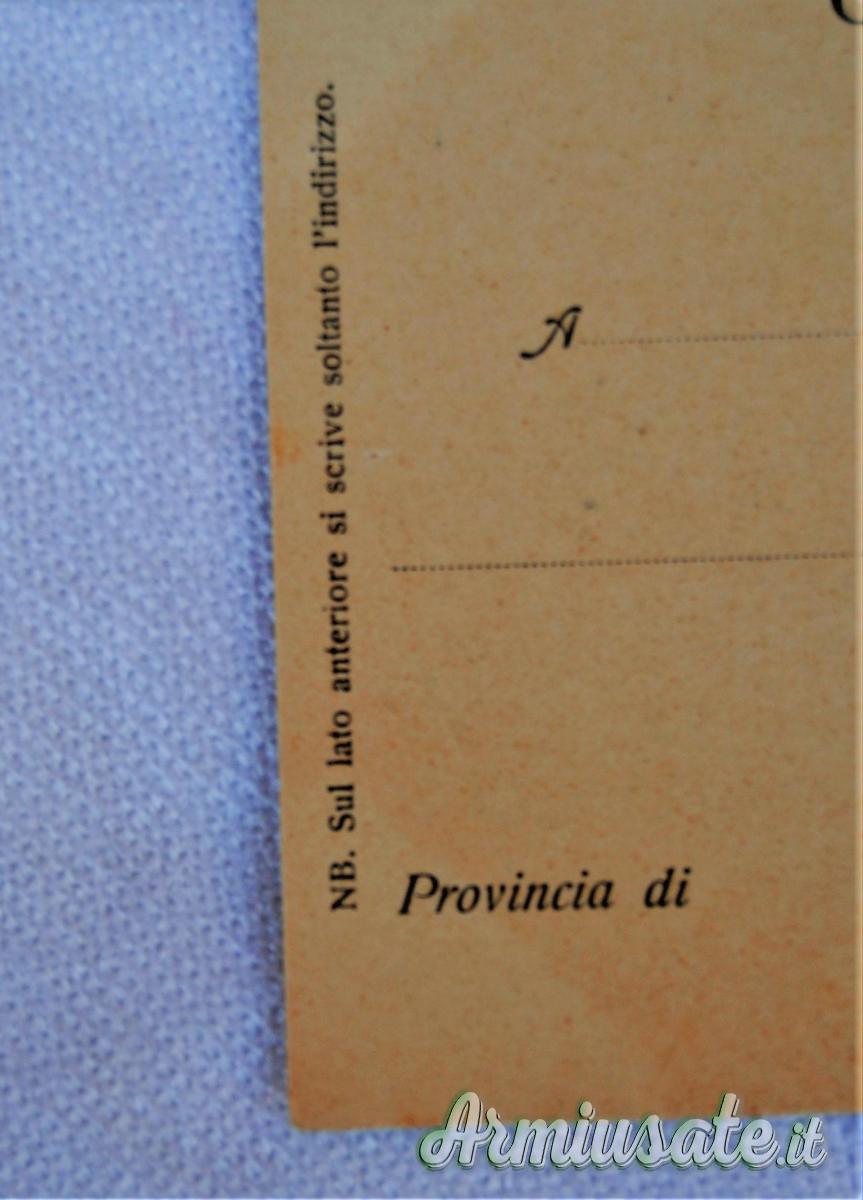 NB. Sul lato anteriore si scrive soltanto l'indirizzo.
A
Provincia di
Armiusate.it